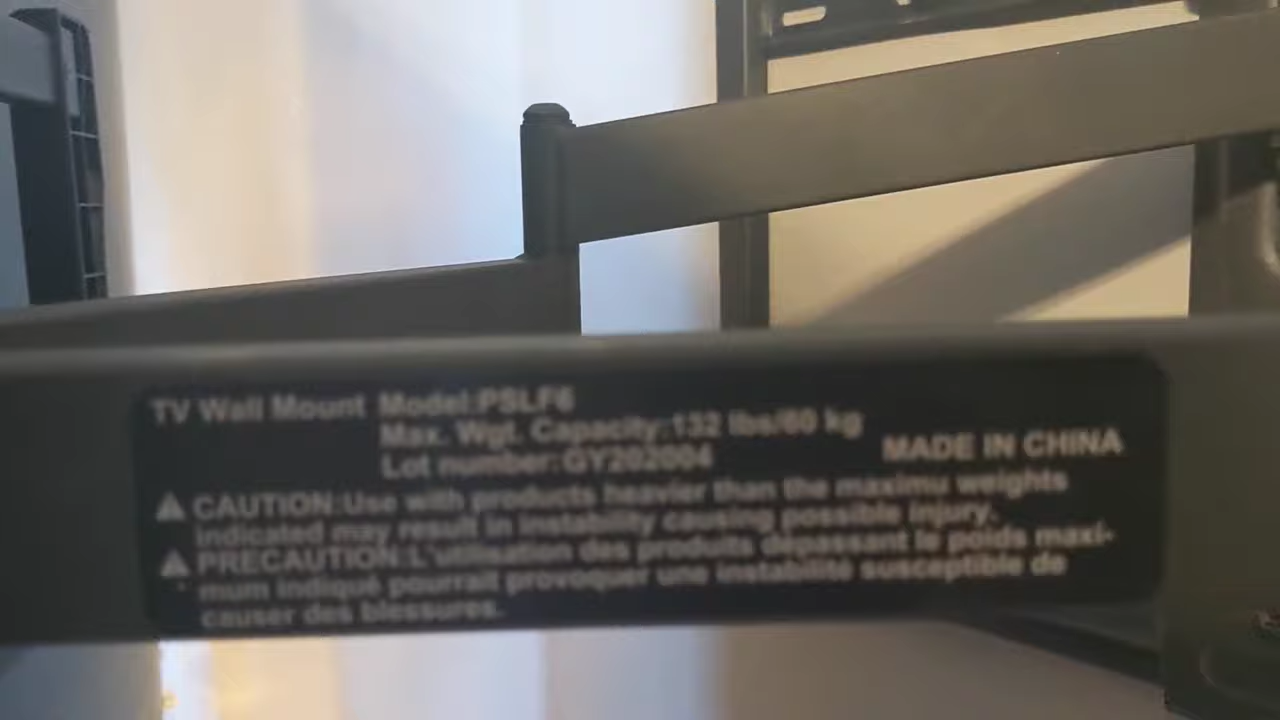 TV Wall Mount Model:PSLF6
Max. Wgt. Capacity:132 lbs/60 kg
Lot number:GY202004
MADE IN CHINA
CAUTION:Use with products heavier than the maximu weights
indicated may result in instability causing possible injury.
PRECAUTION:L'utilisation des produits dépassant le poids maxi-
mum indiqué pourrait provoquer une instabilité susceptible de
causer des blessures.